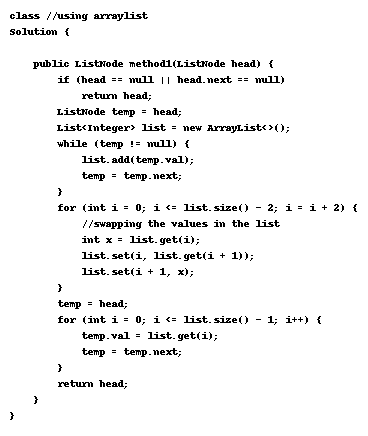 class //using arraylist
Solution {
public ListNode method1(ListNode head) {
if (head == null || head.next == null)
return head;
ListNode temp = head;
List<Integer> list = new ArrayList<>();
while (temp != null) {
list.add(temp.val);
temp = temp.next;
}
for (int i = 0; i <= list.size() - 2; i = i + 2) {
//swapping the values in the list
int x = list.get(i);
list.set(i, list.get(i + 1));
list.set(i + 1, x);
}
temp = head;
for (int i = 0; i <= list.size() - 1; i++) {
temp.val = list.get(i);
temp = temp.next;
}
return head;
}
}